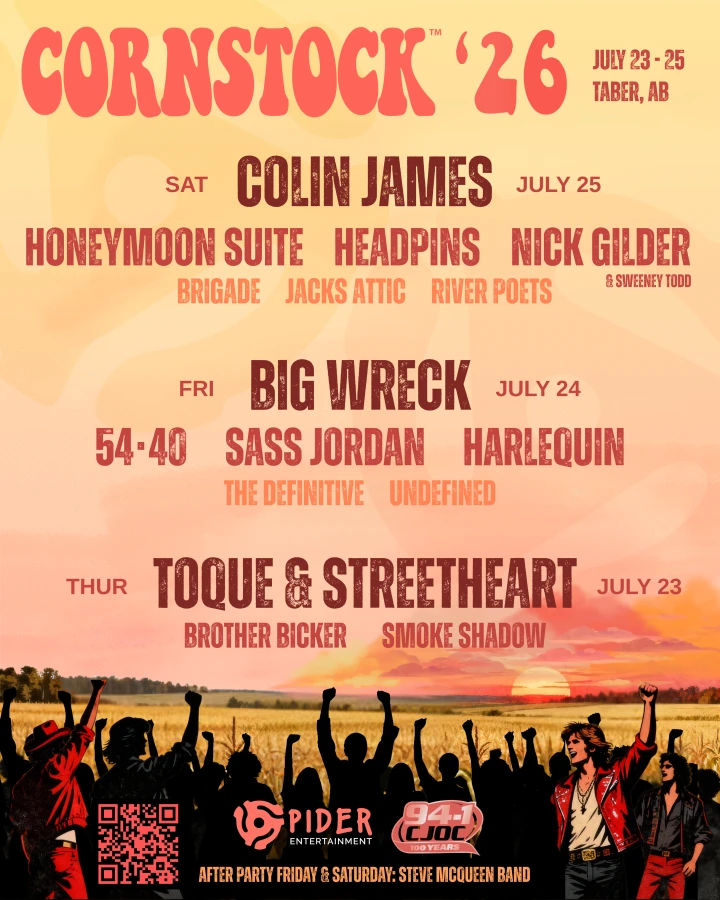 CORNSTOCK™ ‘26
JULY 23 - 25
TABER, AB
SAT COLIN JAMES JULY 25
HONEYMOON SUITE HEADPINS NICK GILDER
& SWEENEY TODD
BRIGADE JACKS ATTIC RIVER POETS
FRI BIG WRECK JULY 24
54·40 SASS JORDAN HARLEQUIN
THE DEFINITIVE UNDEFINED
THUR TOQUE & STREETHEART JULY 23
BROTHER BICKER SMOKE SHADOW
SPIDER
ENTERTAINMENT
94.1
CJOC
100 YEARS
AFTER PARTY FRIDAY & SATURDAY: STEVE MCQUEEN BAND